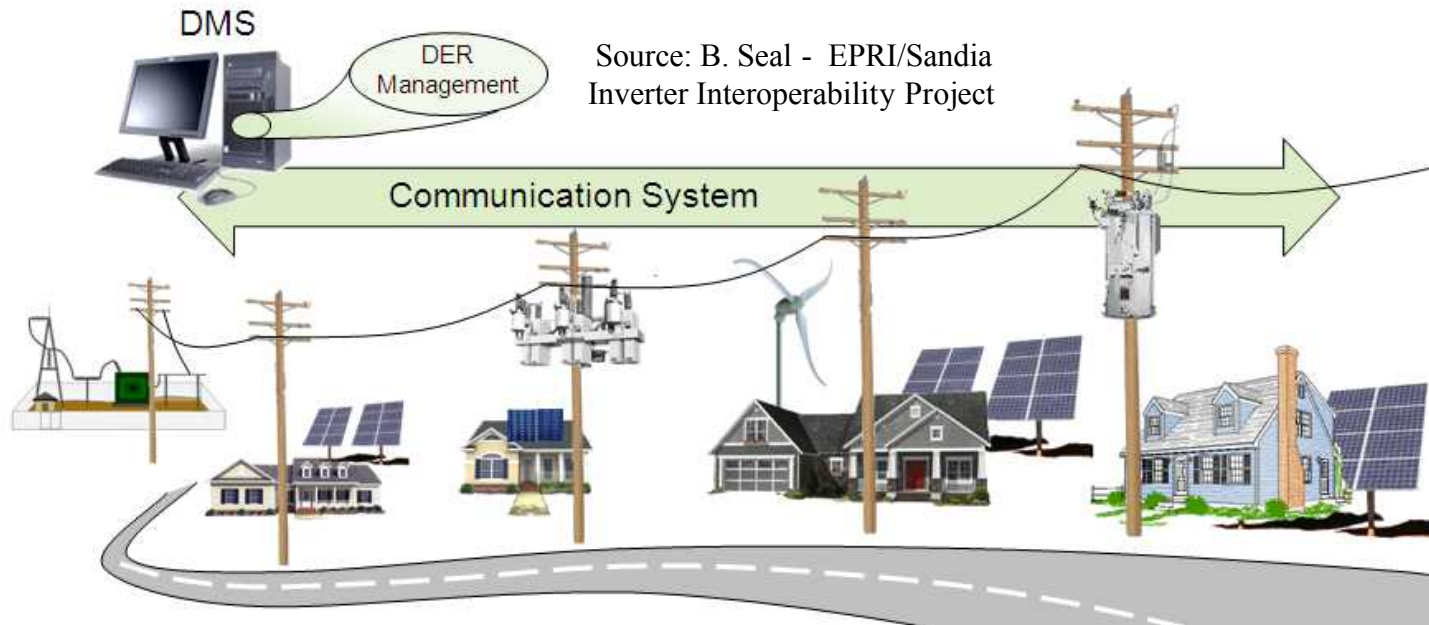 DMS
DER
Management
Source: B. Seal - EPRI/Sandia
Inverter Interoperability Project
Communication System